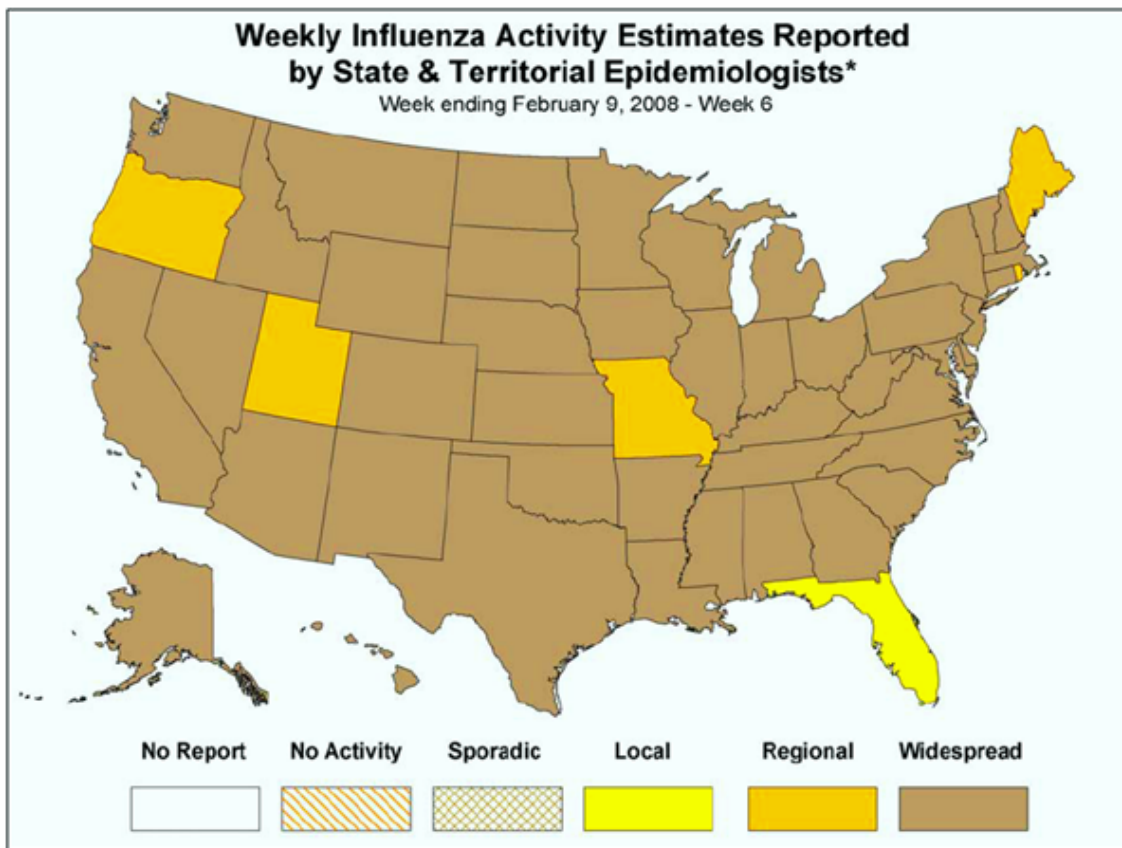 Weekly Influenza Activity Estimates Reported
by State & Territorial Epidemiologists*
Week ending February 9, 2008 - Week 6
No Report
No Activity
Sporadic
Local
Regional
Widespread